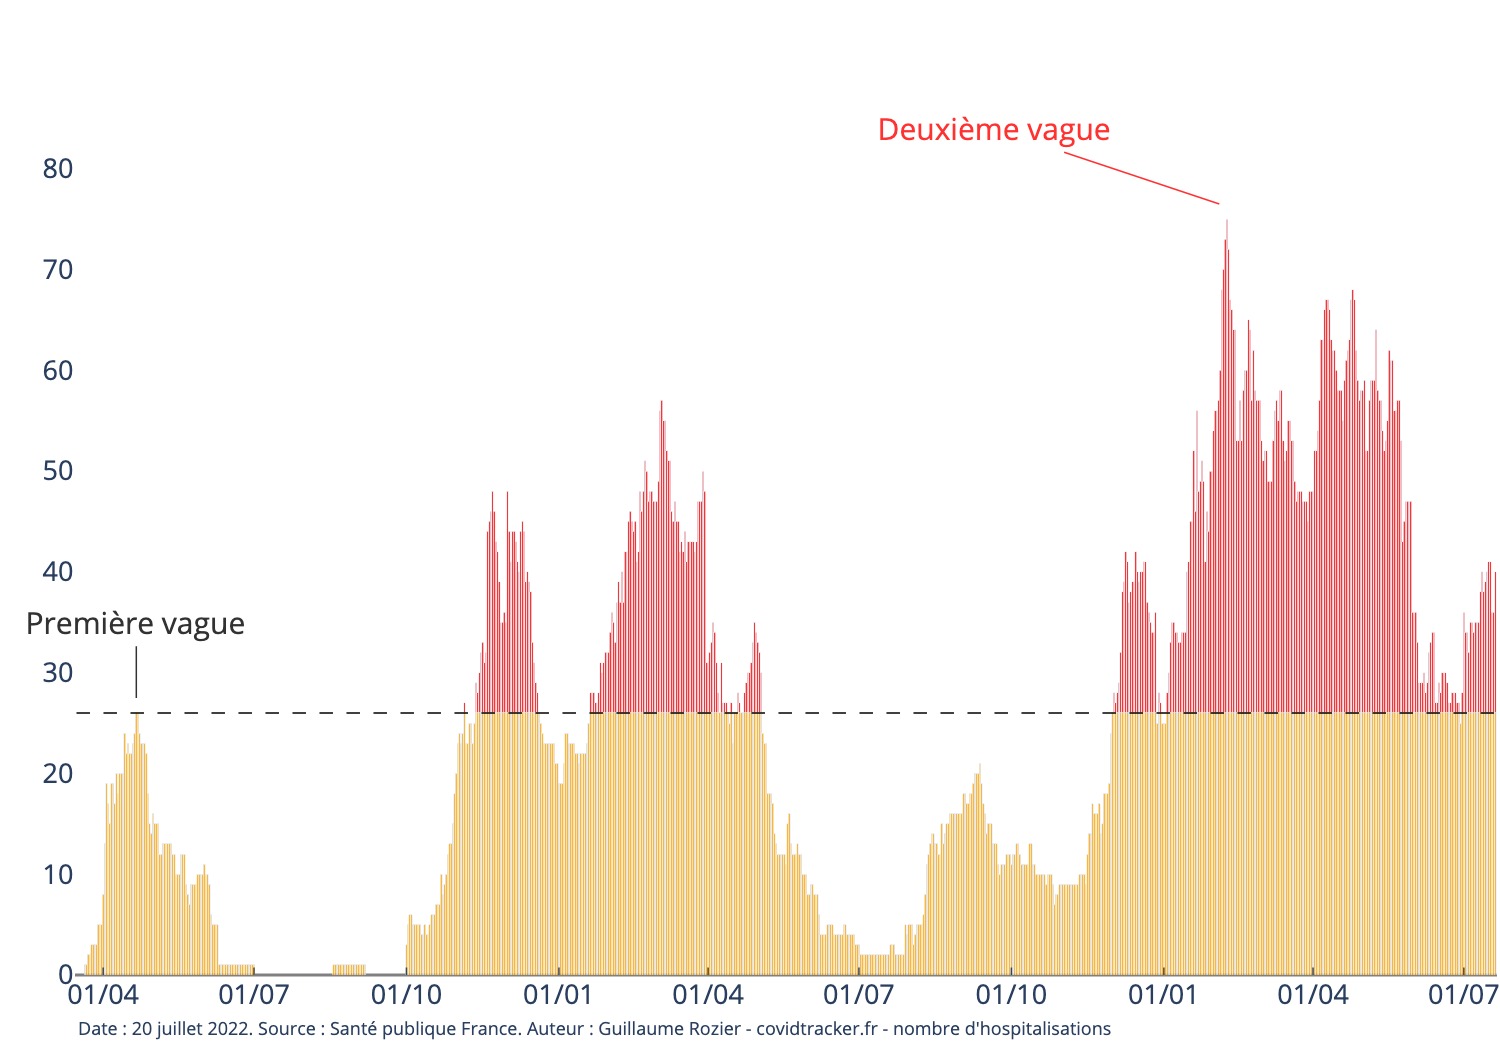 Deuxième vague
80
70
60
50
40
Première vague
30
20
10
0
01/04 01/07 01/10 01/01 01/04 01/07 01/10 01/01 01/04 01/07
Date : 20 juillet 2022. Source : Santé publique France. Auteur : Guillaume Rozier - covidtracker.fr - nombre d'hospitalisations